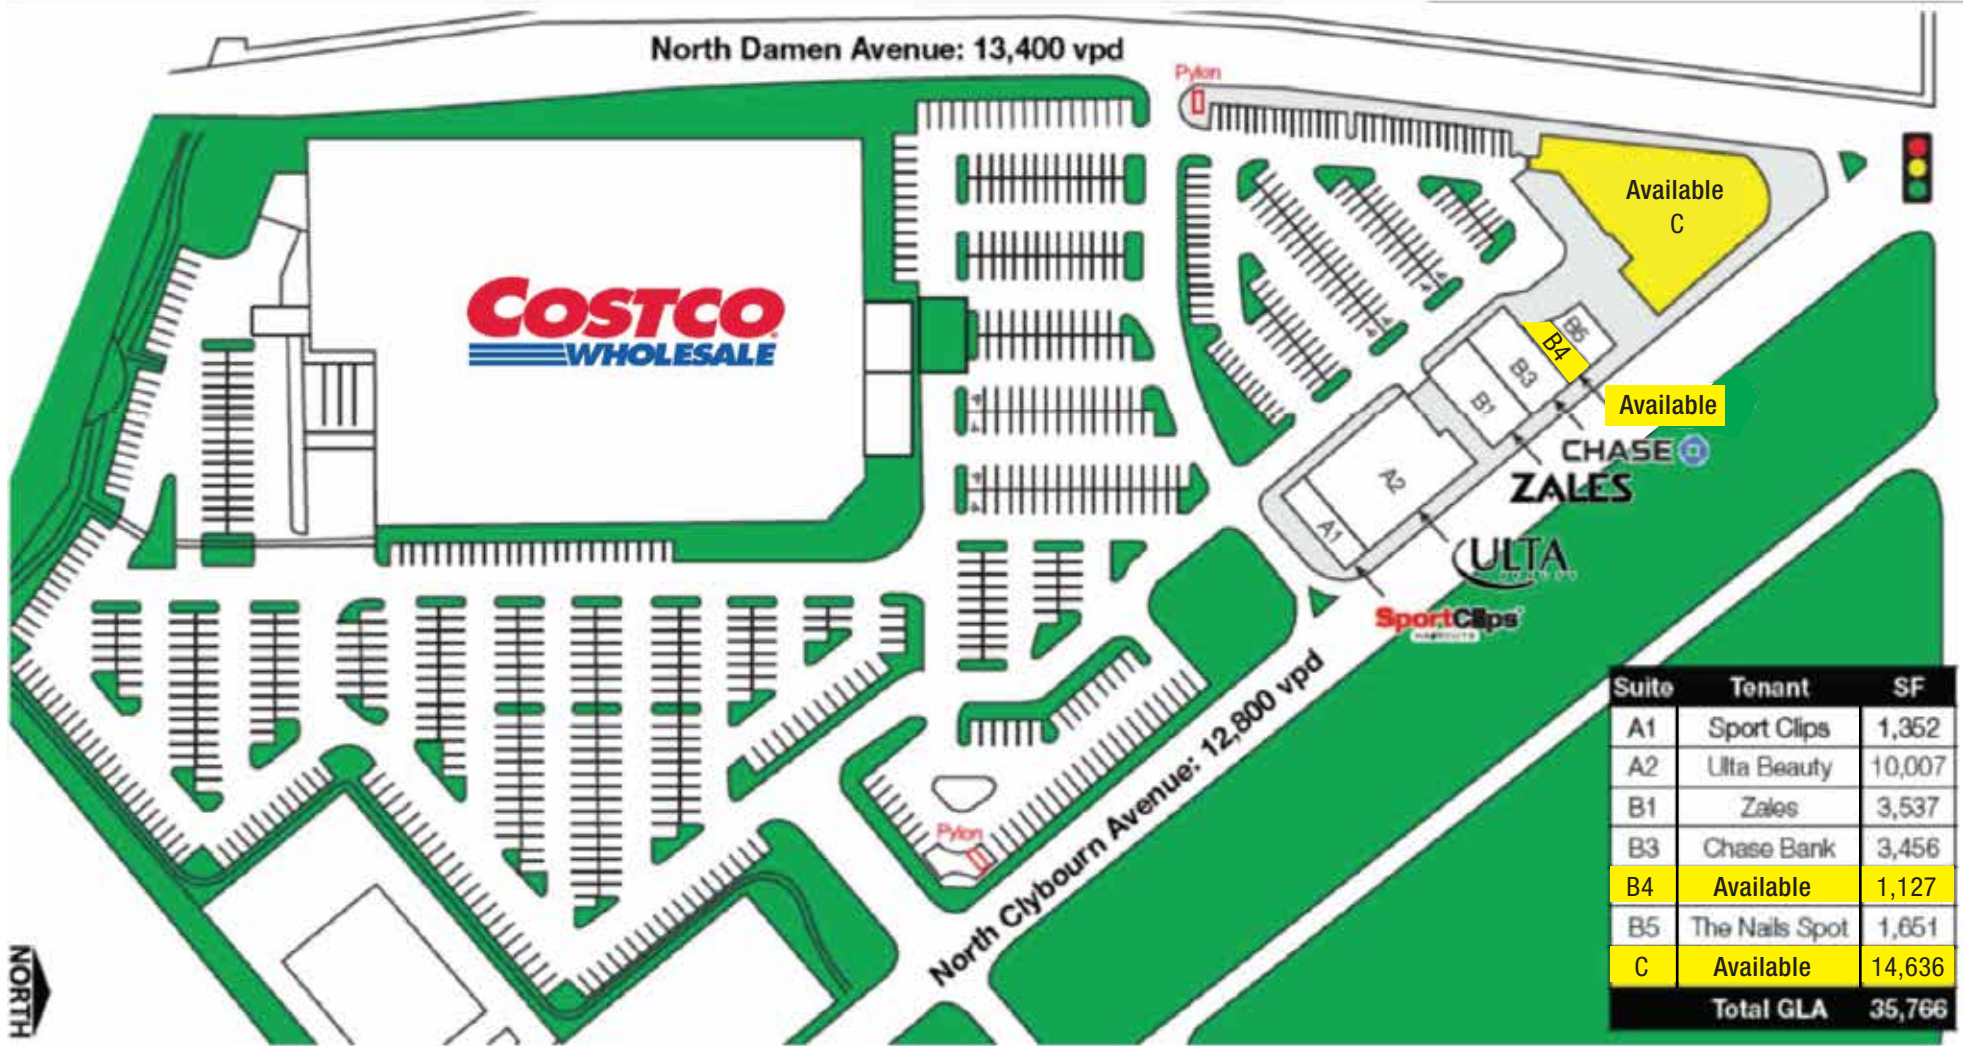 North Damen Avenue: 13,400 vpd
Pylon
Available
C
COSTCO
WHOLESALE
B5
B4
B3
B1
Available
CHASE
ZALES
A2
A1
ULTA
SportClips
HAIRCUTS
North Clybourn Avenue: 12,800 vpd
Pylon
NORTH
Suite Tenant SF
A1 Sport Clips 1,352
A2 Ulta Beauty 10,007
B1 Zales 3,537
B3 Chase Bank 3,456
B4 Available 1,127
B5 The Nails Spot 1,651
C Available 14,636
Total GLA 35,766